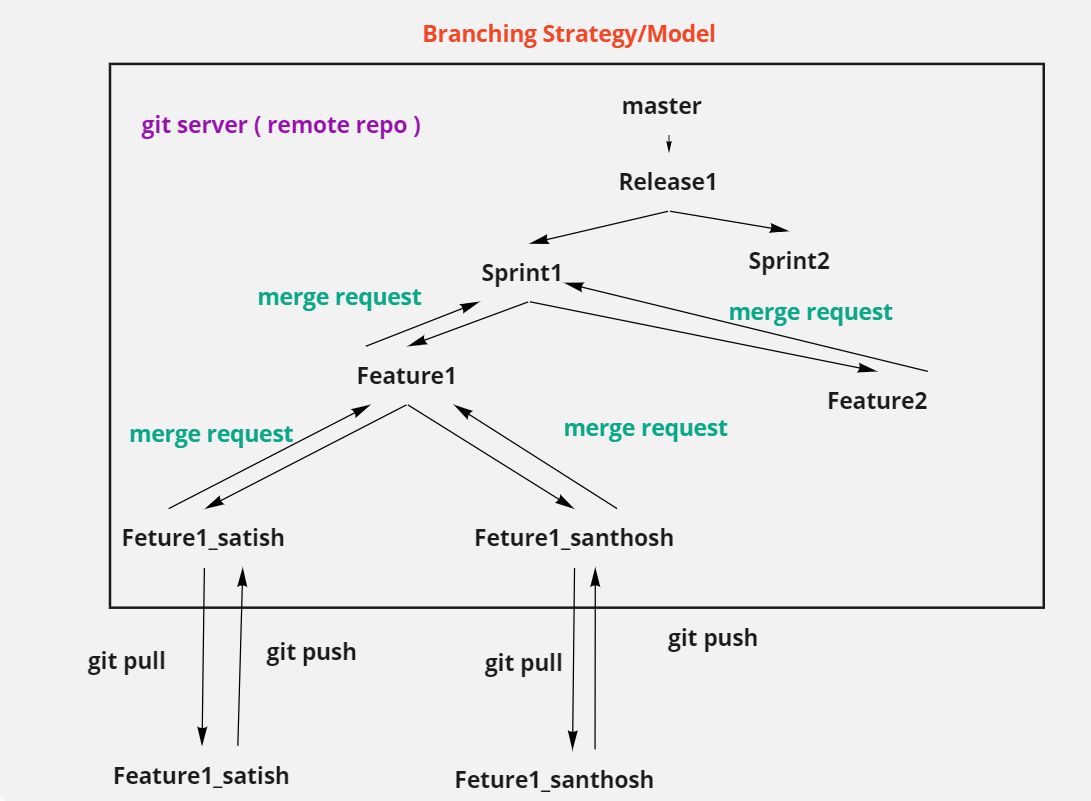 Branching Strategy/Model
git server ( remote repo )
master
Release1
Sprint1
Sprint2
merge request
merge request
Feature1
Feature2
merge request
merge request
Feture1_satish
Feture1_santhosh
git pull
git push
git pull
git push
Feature1_satish
Feture1_santhosh